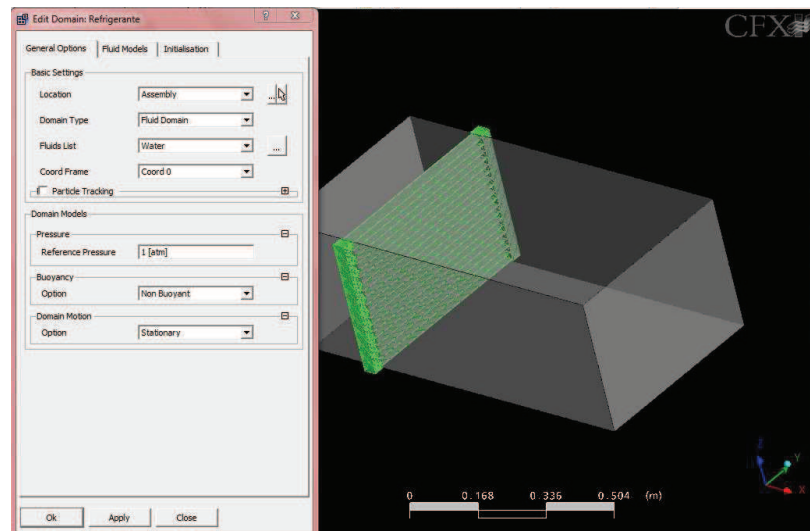 Edit Domain: Refrigerante
General Options Fluid Models Initialisation
Basic Settings
Location Assembly ...
Domain Type Fluid Domain
Fluids List Water ...
Coord Frame Coord 0
Particle Tracking
Domain Models
Pressure
Reference Pressure 1 [atm]
Buoyancy
Option Non Buoyant
Domain Motion
Option Stationary
Ok Apply Close
CFX
0 0.168 0.336 0.504 (m)
Z
Y
X